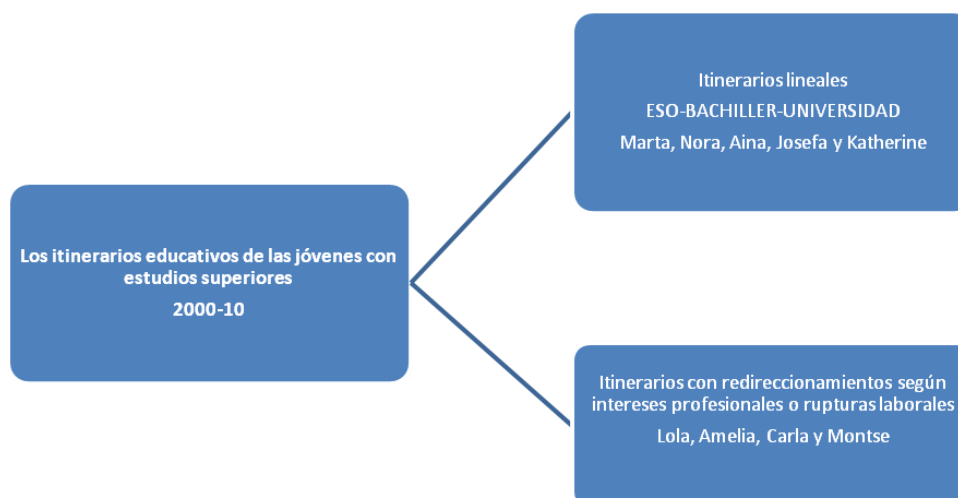 Los itinerarios educativos de las jóvenes con
estudios superiores
2000-10
Itinerarios lineales
ESO-BACHILLER-UNIVERSIDAD
Marta, Nora, Aina, Josefa y Katherine
Itinerarios con redireccionamientos según
intereses profesionales o rupturas laborales
Lola, Amelia, Carla y Montse